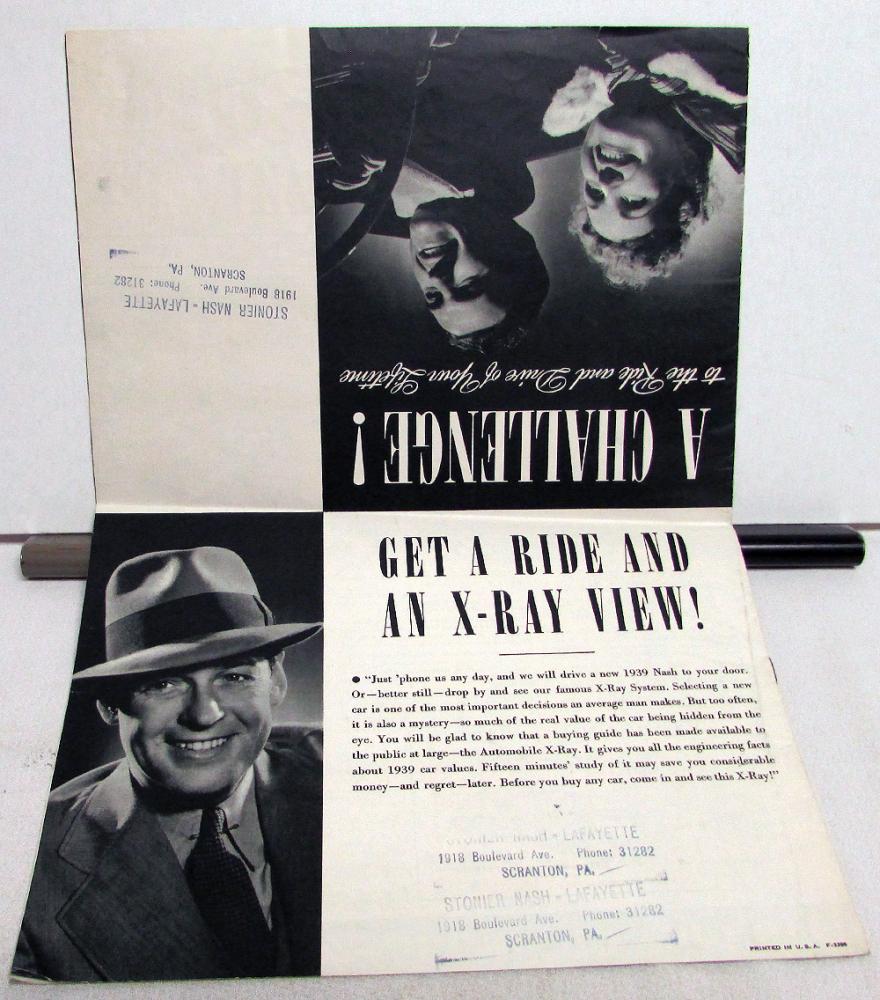 STONIER NASH - LAFAYETTE
1918 Boulevard Ave. Phone: 31282
SCRANTON, PA.
A CHALLENGE!
to the Ride and Drive of Your Lifetime
GET A RIDE AND
AN X-RAY VIEW!
● “Just ’phone us any day, and we will drive a new 1939 Nash to your door.
Or—better still—drop by and see our famous X-Ray System. Selecting a new
car is one of the most important decisions an average man makes. But too often,
it is also a mystery—so much of the real value of the car being hidden from the
eye. You will be glad to know that a buying guide has been made available to
the public at large—the Automobile X-Ray. It gives you all the engineering facts
about 1939 car values. Fifteen minutes’ study of it may save you considerable
money—and regret—later. Before you buy any car, come in and see this X-Ray!”
STONIER NASH - LAFAYETTE
1918 Boulevard Ave. Phone: 31282
SCRANTON, PA.
STONIER NASH - LAFAYETTE
1918 Boulevard Ave. Phone: 31282
SCRANTON, PA.
PRINTED IN U. S. A.